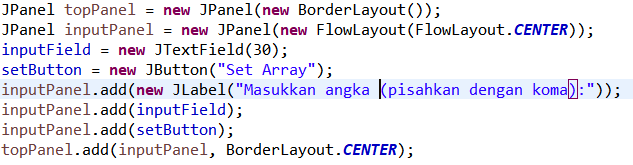 JPanel topPanel = new JPanel(new BorderLayout());
JPanel inputPanel = new JPanel(new FlowLayout(FlowLayout.CENTER));
inputField = new JTextField(30);
setButton = new JButton("Set Array");
inputPanel.add(new JLabel("Masukkan angka (pisahkan dengan koma):"));
inputPanel.add(inputField);
inputPanel.add(setButton);
topPanel.add(inputPanel, BorderLayout.CENTER);